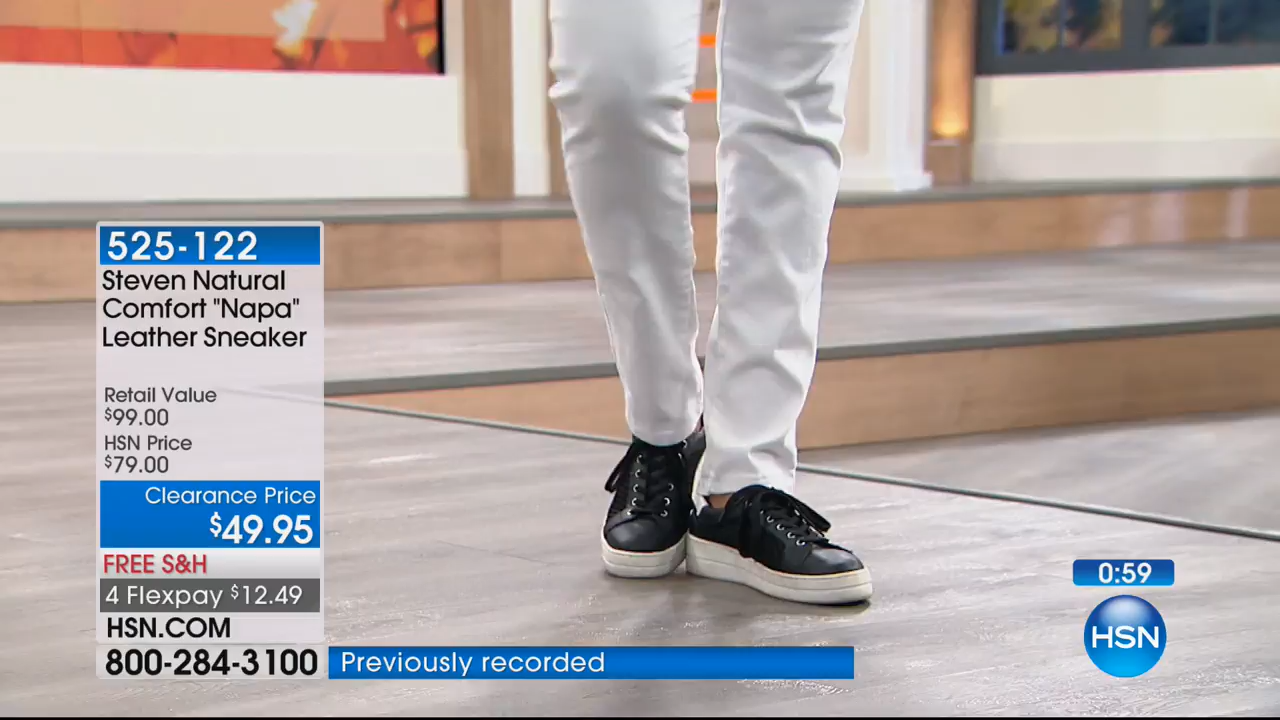 525-122
Steven Natural
Comfort "Napa"
Leather Sneaker
Retail Value
$99.00
HSN Price
$79.00
Clearance Price
$49.95
FREE S&H
4 Flexpay $12.49
HSN.COM
800-284-3100
Previously recorded
0:59
HSN